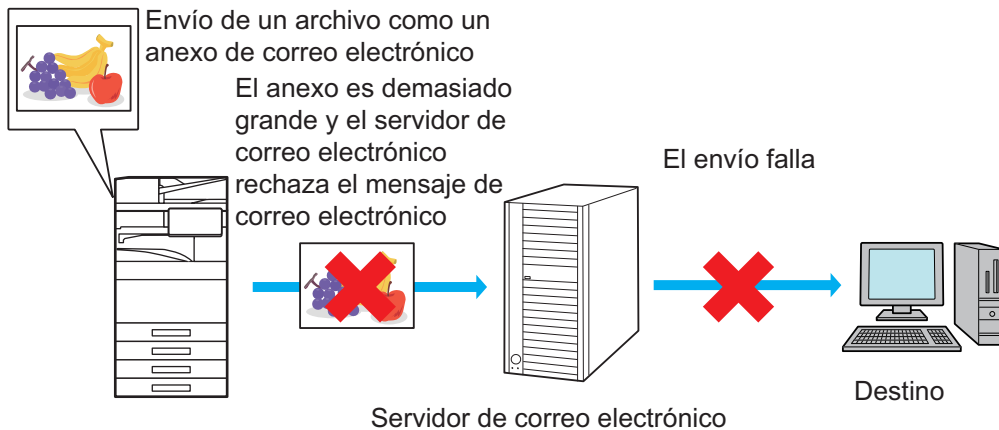 Envío de un archivo como un
anexo de correo electrónico
El anexo es demasiado
grande y el servidor de
correo electrónico
rechaza el mensaje de
correo electrónico
El envío falla
Destino
Servidor de correo electrónico